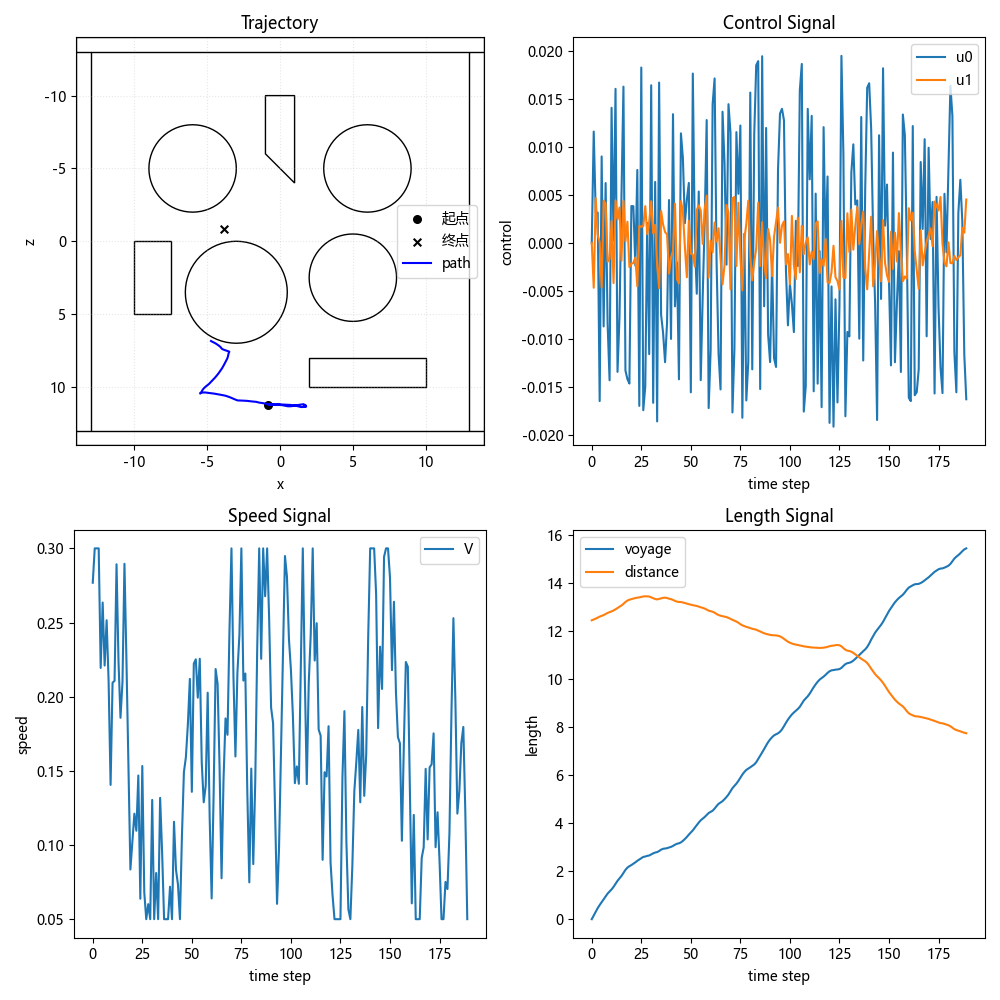 Trajectory
-10
-5
0
5
10
z
-10
-5
0
5
10
x
起点
终点
path
Control Signal
0.020
0.015
0.010
0.005
0.000
-0.005
-0.010
-0.015
-0.020
control
0
25
50
75
100
125
150
175
time step
u0
u1
Speed Signal
0.30
0.25
0.20
0.15
0.10
0.05
speed
0
25
50
75
100
125
150
175
time step
V
Length Signal
16
14
12
10
8
6
4
2
0
length
0
25
50
75
100
125
150
175
time step
voyage
distance